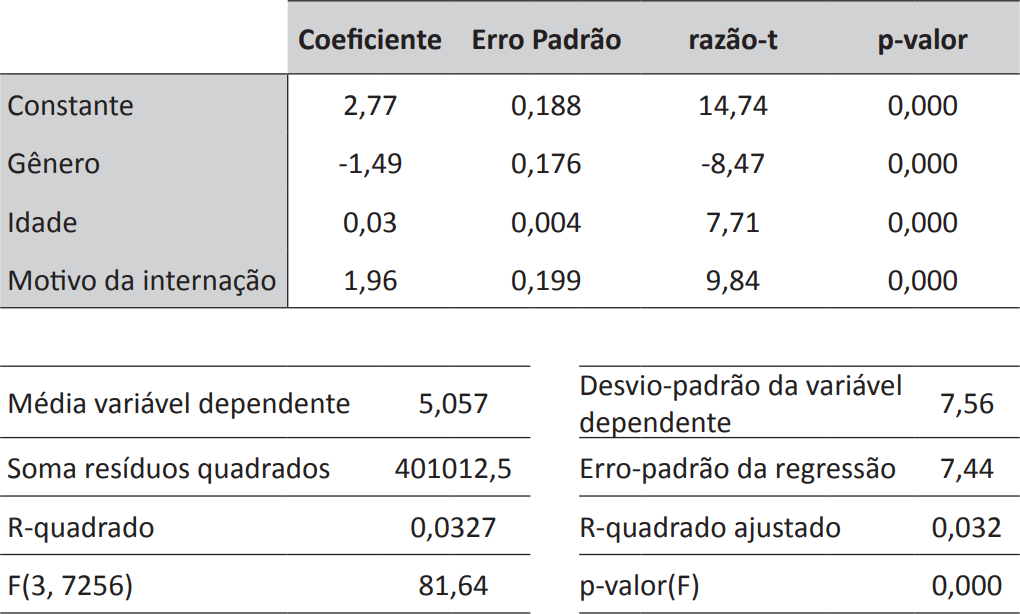 Coeficiente Erro Padrão razão-t p-valor
Constante 2,77 0,188 14,74 0,000
Gênero -1,49 0,176 -8,47 0,000
Idade 0,03 0,004 7,71 0,000
Motivo da internação 1,96 0,199 9,84 0,000
Média variável dependente 5,057
Desvio-padrão da variável
dependente 7,56
Soma resíduos quadrados 401012,5
Erro-padrão da regressão 7,44
R-quadrado 0,0327
R-quadrado ajustado 0,032
F(3, 7256) 81,64
p-valor(F) 0,000